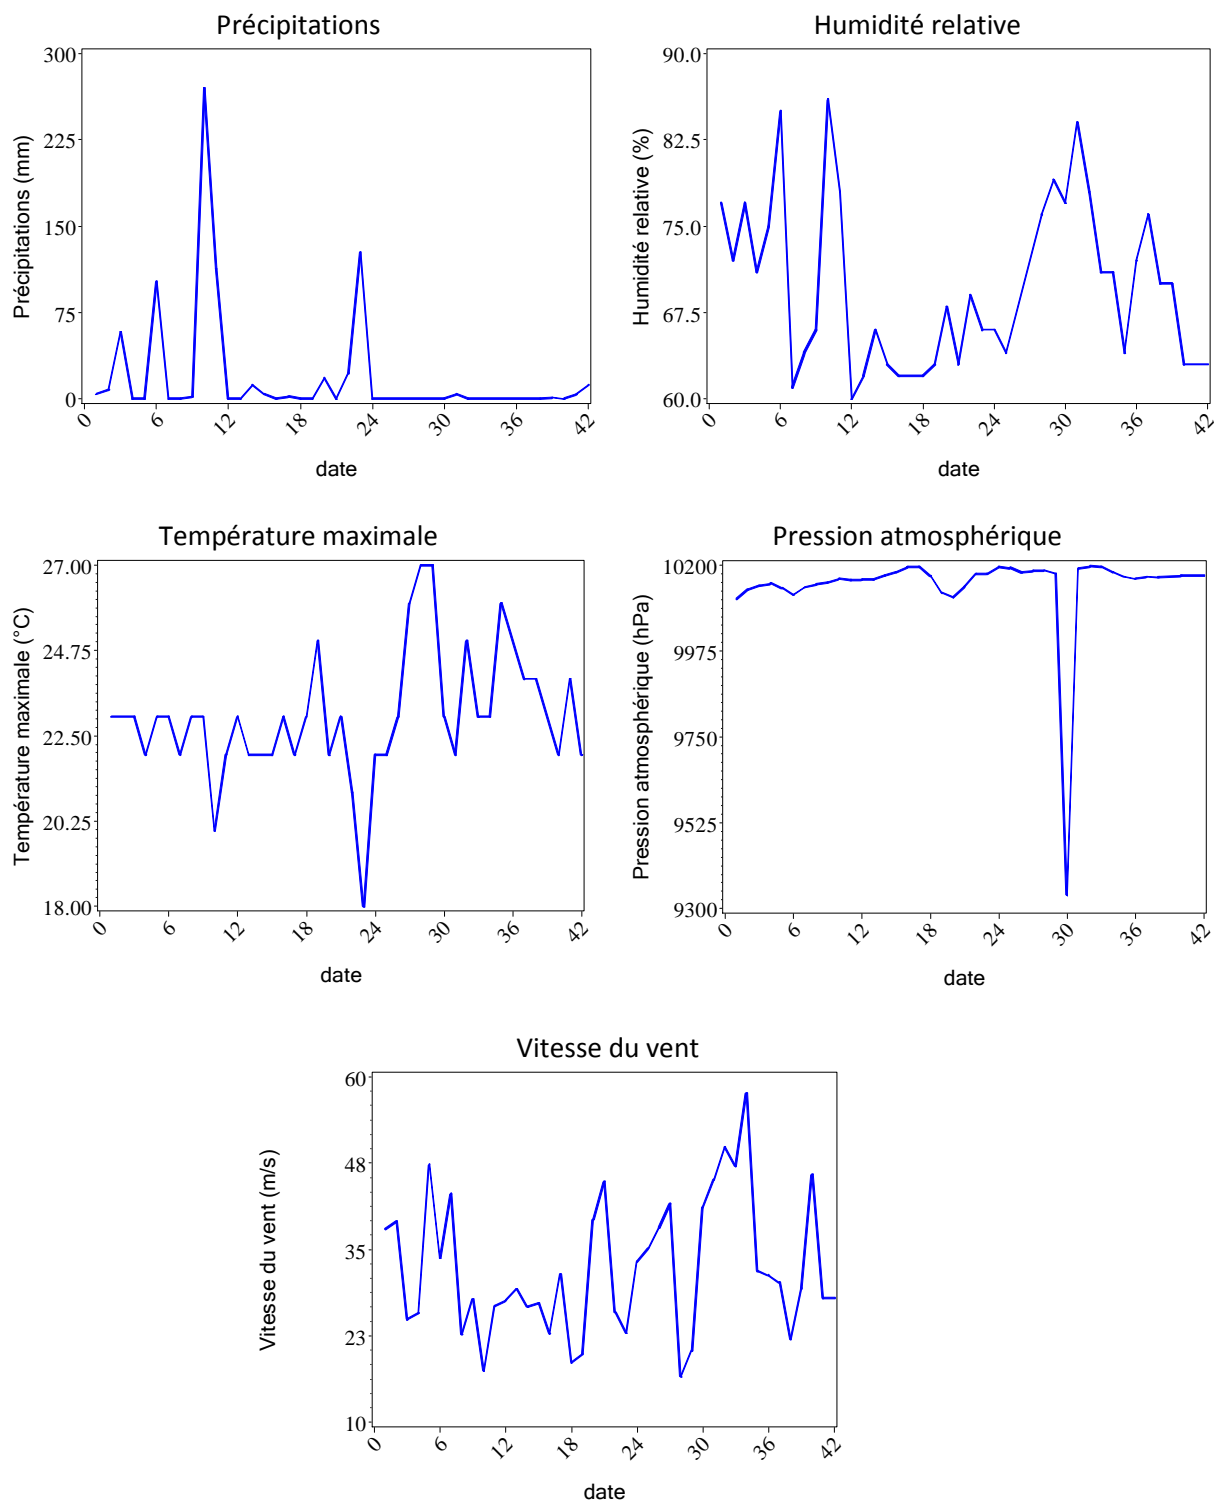 Précipitations
300
225
150
75
0
Précipitations (mm)
0 6 12 18 24 30 36 42
date
Humidité relative
90.0
82.5
75.0
67.5
60.0
Humidité relative (%)
0 6 12 18 24 30 36 42
date
Température maximale
27.00
24.75
22.50
20.25
18.00
Température maximale (°C)
0 6 12 18 24 30 36 42
date
Pression atmosphérique
10200
9975
9750
9525
9300
Pression atmosphérique (hPa)
0 6 12 18 24 30 36 42
date
Vitesse du vent
60
48
35
23
10
Vitesse du vent (m/s)
0 6 12 18 24 30 36 42
date